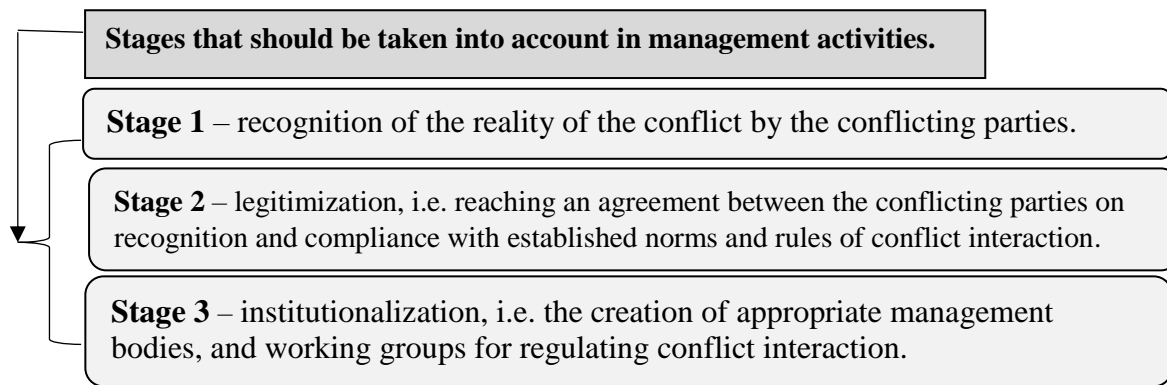 Stages that should be taken into account in management activities.
Stage 1 – recognition of the reality of the conflict by the conflicting parties.
Stage 2 – legitimization, i.e. reaching an agreement between the conflicting parties on
recognition and compliance with established norms and rules of conflict interaction.
Stage 3 – institutionalization, i.e. the creation of appropriate management
bodies, and working groups for regulating conflict interaction.